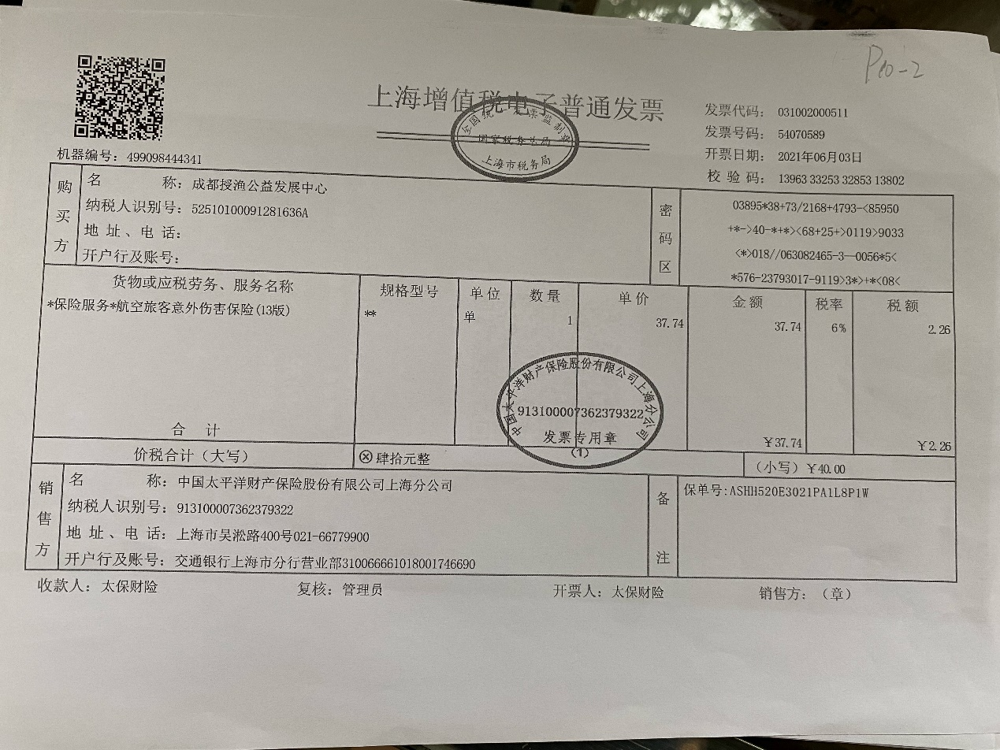 P10-2
上海增值税电子普通发票
全国统一发票监制章
国家税务总局
上海市税务局
发票代码: 031002000511
发票号码: 54070589
开票日期: 2021年06月03日
校验码: 13963 33253 32853 13802
机器编号: 499098444341
购买方
名称: 成都授渔公益发展中心
纳税人识别号: 52510100091281636A
地址、电话:
开户行及账号:
密码区
03895*38+73/2168+4793-<85950
+*->40-*+*><68+25+>0119>9033
<*>018//063082465-3--0056*5<
*576-23793017-9119>3*>+*<08<
货物或应税劳务、服务名称 规格型号 单位 数量 单价 金额 税率 税额
*保险服务*航空旅客意外伤害保险(13版) ** 单 1 37.74 37.74 6% 2.26
中国太平洋财产保险股份有限公司上海分公司
913100007362379322
发票专用章
(1)
合计 ¥37.74 ¥2.26
价税合计（大写） ⊗肆拾元整 （小写）¥40.00
销售方
名称: 中国太平洋财产保险股份有限公司上海分公司
纳税人识别号: 913100007362379322
地址、电话: 上海市吴淞路400号021-66779900
开户行及账号: 交通银行上海市分行营业部310066661018001746690
备注
保单号:ASHH520E3021PA1L8P1W
收款人: 太保财险 复核: 管理员 开票人: 太保财险 销售方:（章）